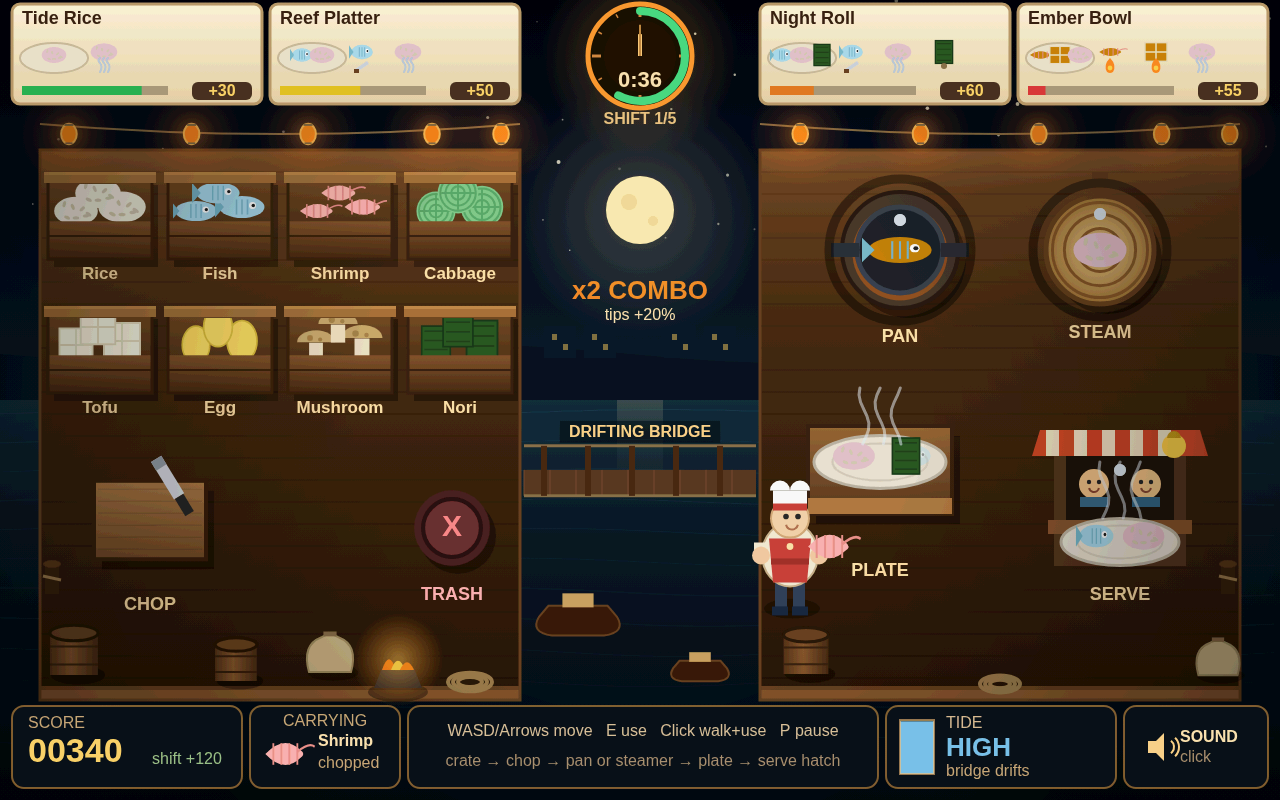 Tide Rice
+30
Reef Platter
+50
0:36
SHIFT 1/5
Night Roll
+60
Ember Bowl
+55
Rice
Fish
Shrimp
Cabbage
Tofu
Egg
Mushroom
Nori
x2 COMBO
tips +20%
PAN
STEAM
DRIFTING BRIDGE
CHOP
X
TRASH
PLATE
SERVE
SCORE
00340
shift +120
CARRYING
Shrimp
chopped
WASD/Arrows move E use Click walk+use P pause
crate → chop → pan or steamer → plate → serve hatch
TIDE
HIGH
bridge drifts
SOUND
click